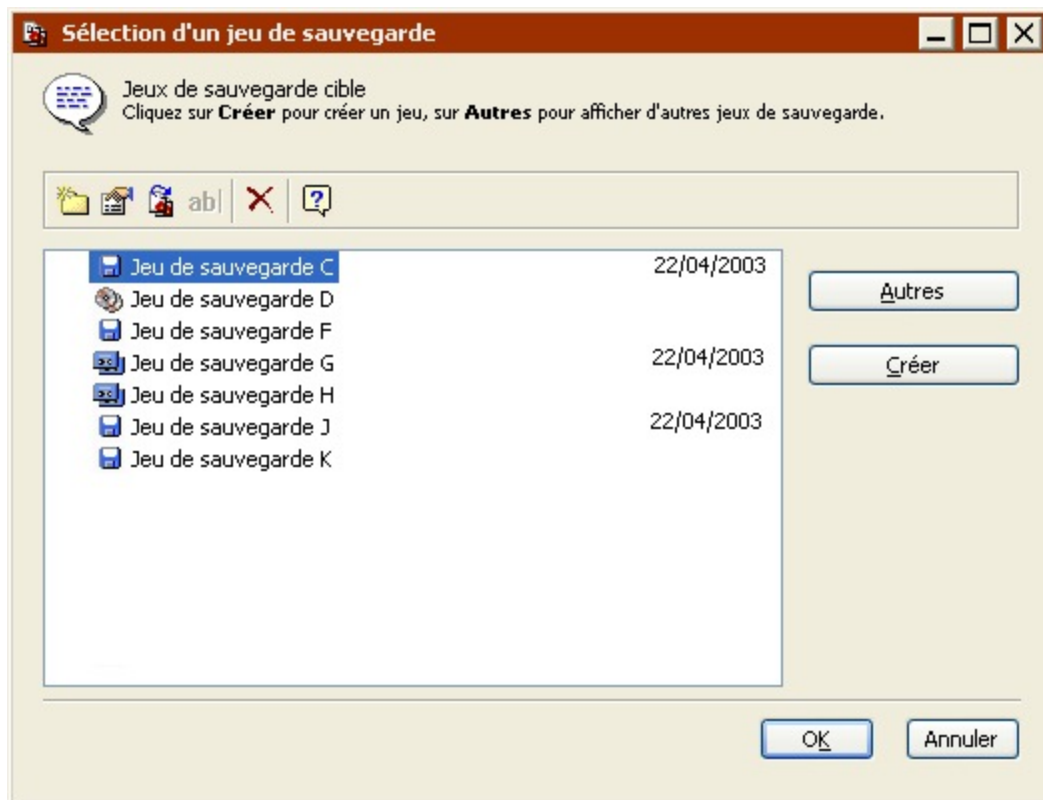 Sélection d'un jeu de sauvegarde
Jeux de sauvegarde cible
Cliquez sur Créer pour créer un jeu, sur Autres pour afficher d'autres jeux de sauvegarde.
ab|
Jeu de sauvegarde C 22/04/2003
Jeu de sauvegarde D
Jeu de sauvegarde F
Jeu de sauvegarde G 22/04/2003
Jeu de sauvegarde H
Jeu de sauvegarde J 22/04/2003
Jeu de sauvegarde K
Autres
Créer
OK
Annuler